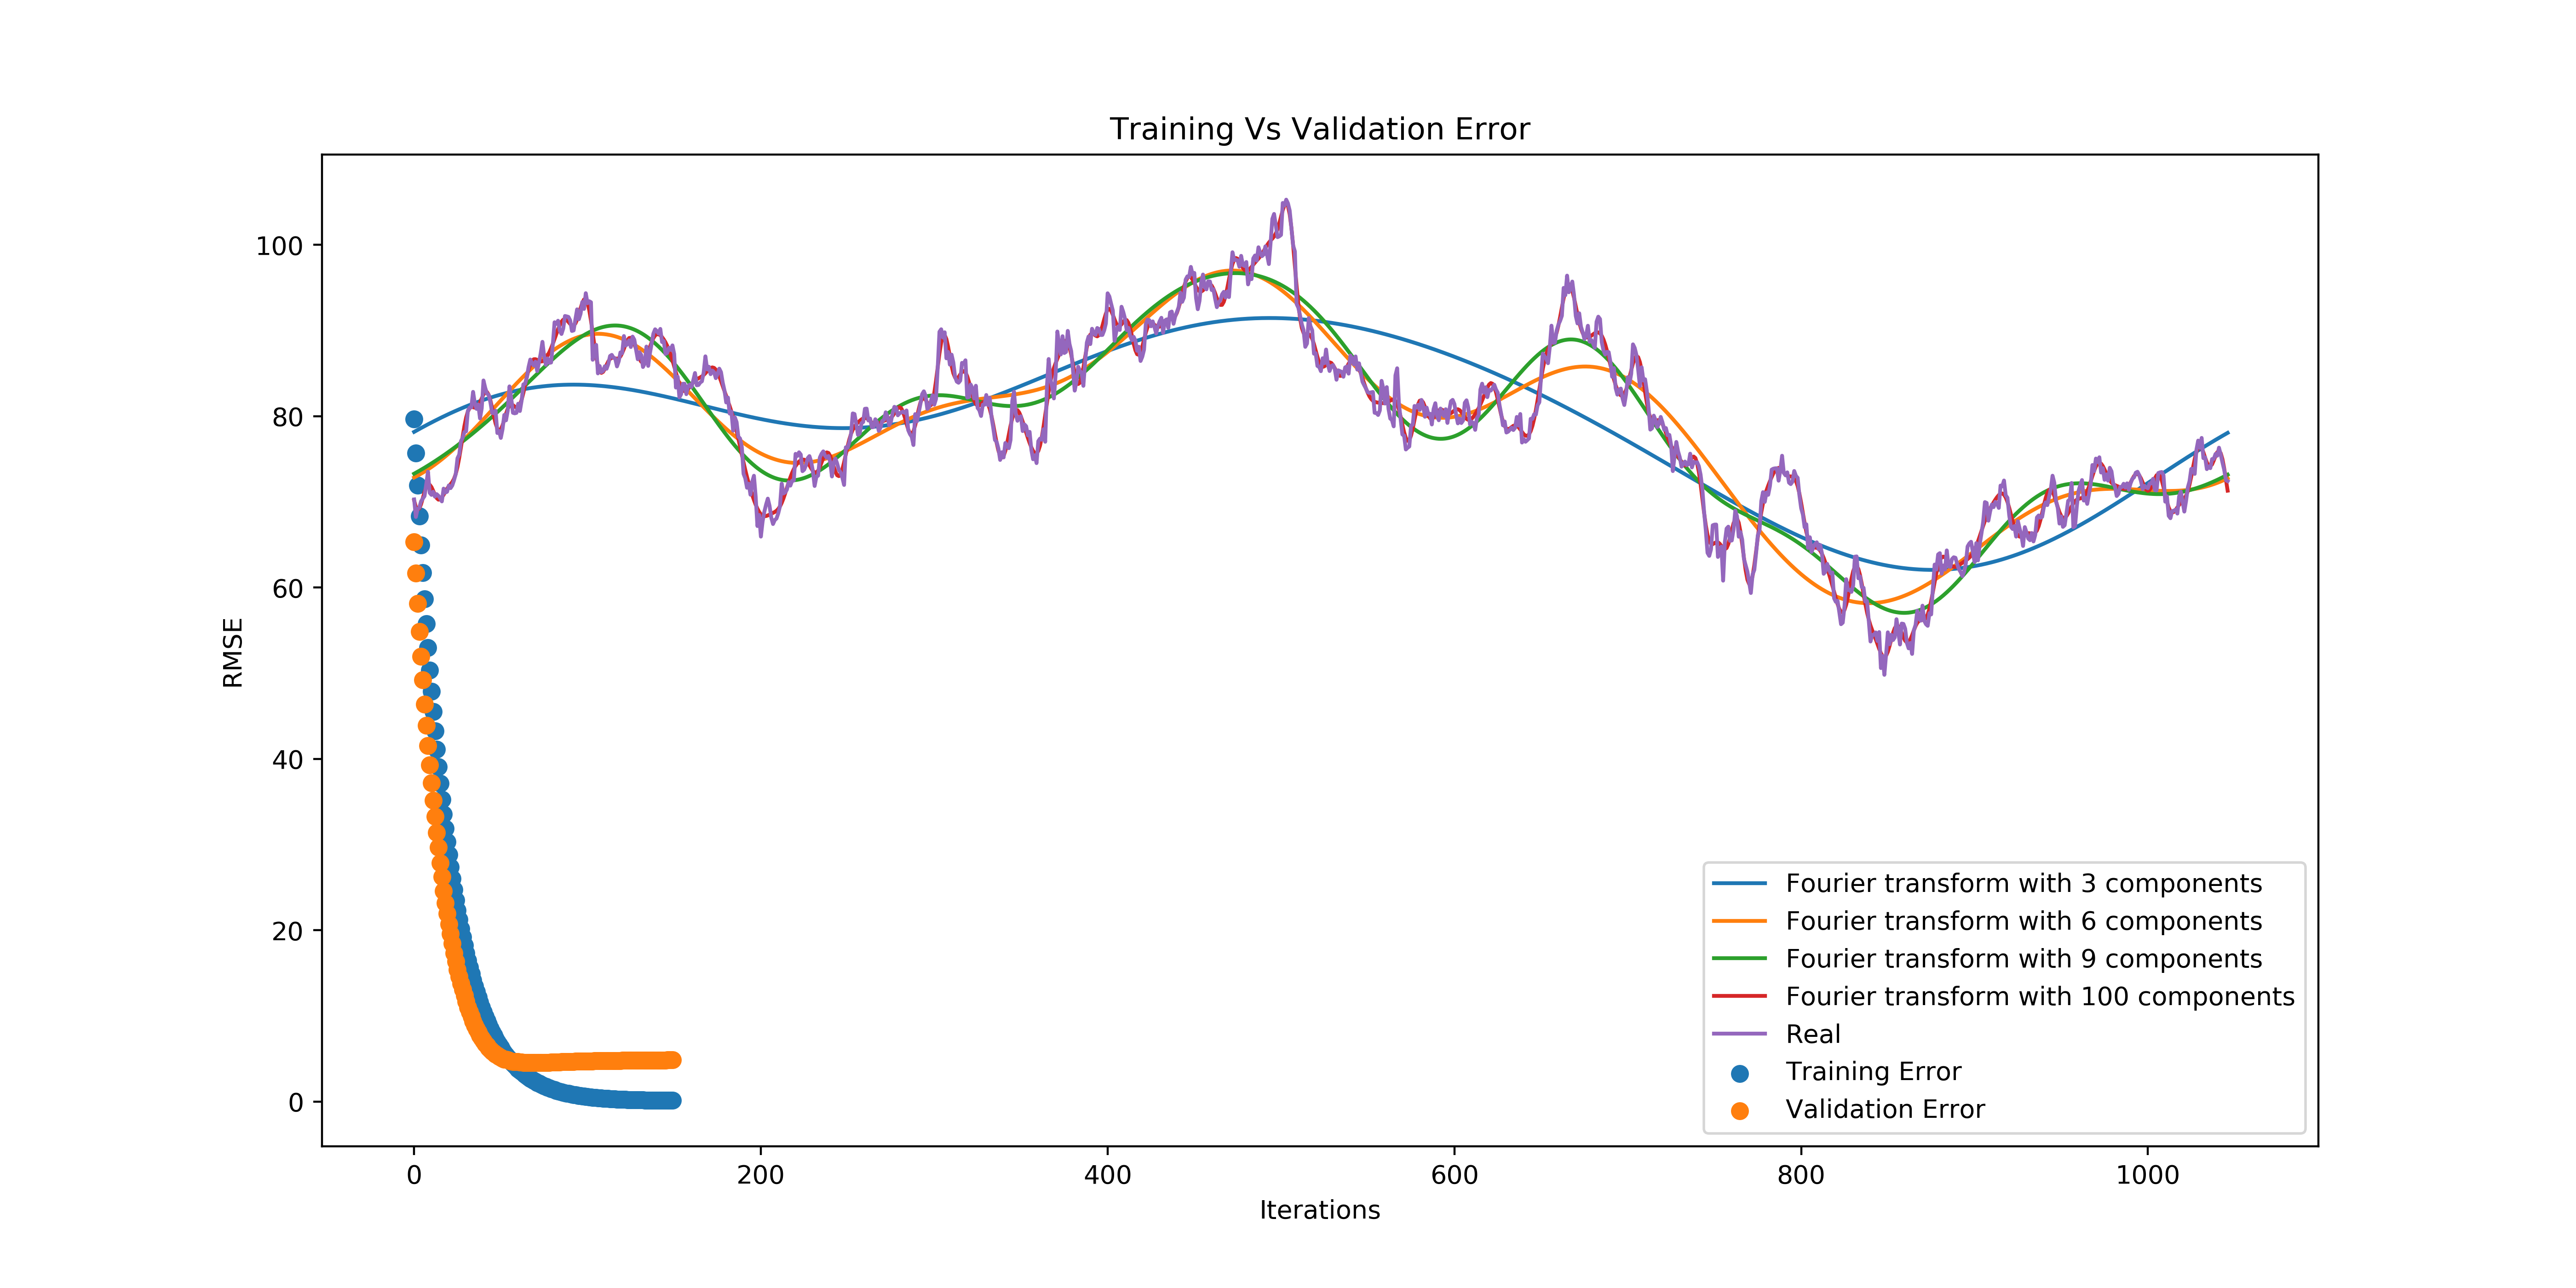 Training Vs Validation Error
RMSE
100
80
60
40
20
0
0 200 400 600 800 1000
Iterations
Fourier transform with 3 components
Fourier transform with 6 components
Fourier transform with 9 components
Fourier transform with 100 components
Real
Training Error
Validation Error